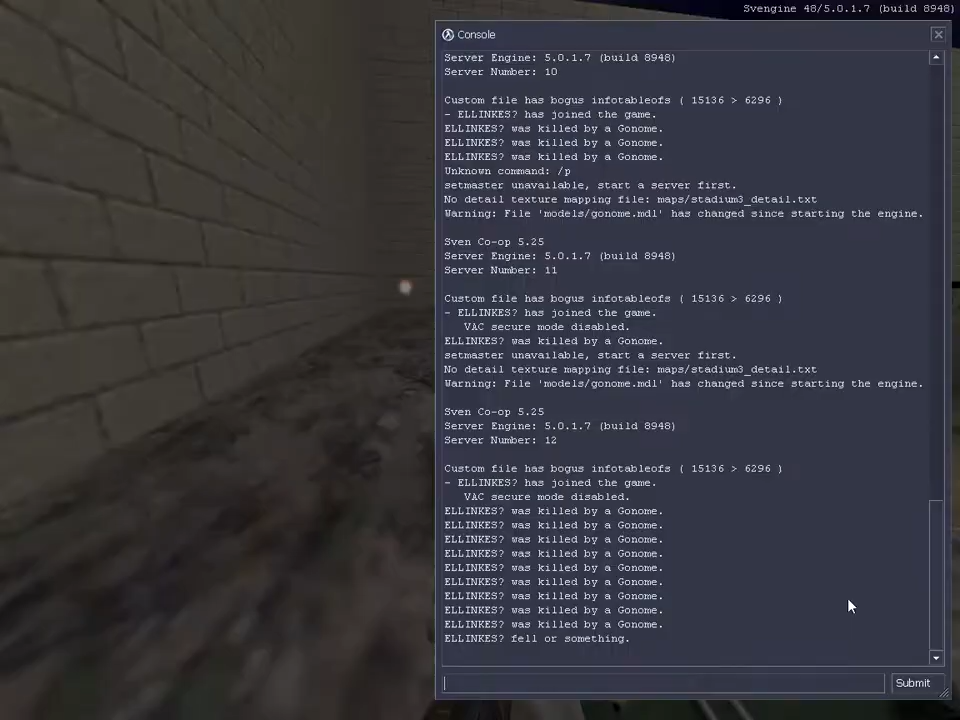 Svengine 48/5.0.1.7 (build 8948)
Console
Server Engine: 5.0.1.7 (build 8948)
Server Number: 10
Custom file has bogus infotableofs ( 15136 > 6296 )
- ELLINKES? has joined the game.
ELLINKES? was killed by a Gonome.
ELLINKES? was killed by a Gonome.
ELLINKES? was killed by a Gonome.
Unknown command: /p
setmaster unavailable, start a server first.
No detail texture mapping file: maps/stadium3_detail.txt
Warning: File 'models/gonome.mdl' has changed since starting the engine.
Sven Co-op 5.25
Server Engine: 5.0.1.7 (build 8948)
Server Number: 11
Custom file has bogus infotableofs ( 15136 > 6296 )
- ELLINKES? has joined the game.
VAC secure mode disabled.
ELLINKES? was killed by a Gonome.
setmaster unavailable, start a server first.
No detail texture mapping file: maps/stadium3_detail.txt
Warning: File 'models/gonome.mdl' has changed since starting the engine.
Sven Co-op 5.25
Server Engine: 5.0.1.7 (build 8948)
Server Number: 12
Custom file has bogus infotableofs ( 15136 > 6296 )
- ELLINKES? has joined the game.
VAC secure mode disabled.
ELLINKES? was killed by a Gonome.
ELLINKES? was killed by a Gonome.
ELLINKES? was killed by a Gonome.
ELLINKES? was killed by a Gonome.
ELLINKES? was killed by a Gonome.
ELLINKES? was killed by a Gonome.
ELLINKES? was killed by a Gonome.
ELLINKES? was killed by a Gonome.
ELLINKES? was killed by a Gonome.
ELLINKES? fell or something.
Submit